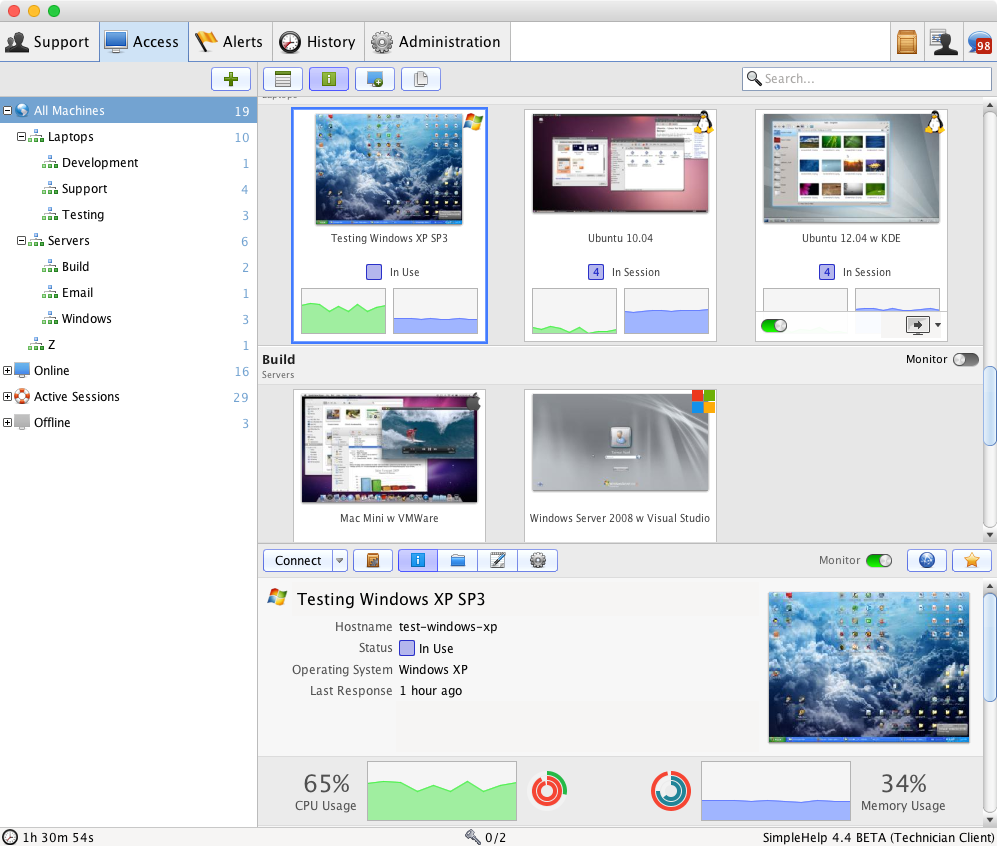 Support Access Alerts History Administration 98
Search...
All Machines 19
Laptops 10
Development 1
Support 4
Testing 3
Servers 6
Build 2
Email 1
Windows 3
Z 1
Online 16
Active Sessions 29
Offline 3
Testing Windows XP SP3
In Use
Ubuntu 10.04
4 In Session
Ubuntu 12.04 w KDE
4 In Session
Build
Servers
Monitor
Mac Mini w VMWare
Windows Server 2008 w Visual Studio
Connect
Monitor
Testing Windows XP SP3
Hostname test-windows-xp
Status In Use
Operating System Windows XP
Last Response 1 hour ago
65%
CPU Usage
34%
Memory Usage
1h 30m 54s
0/2
SimpleHelp 4.4 BETA (Technician Client)